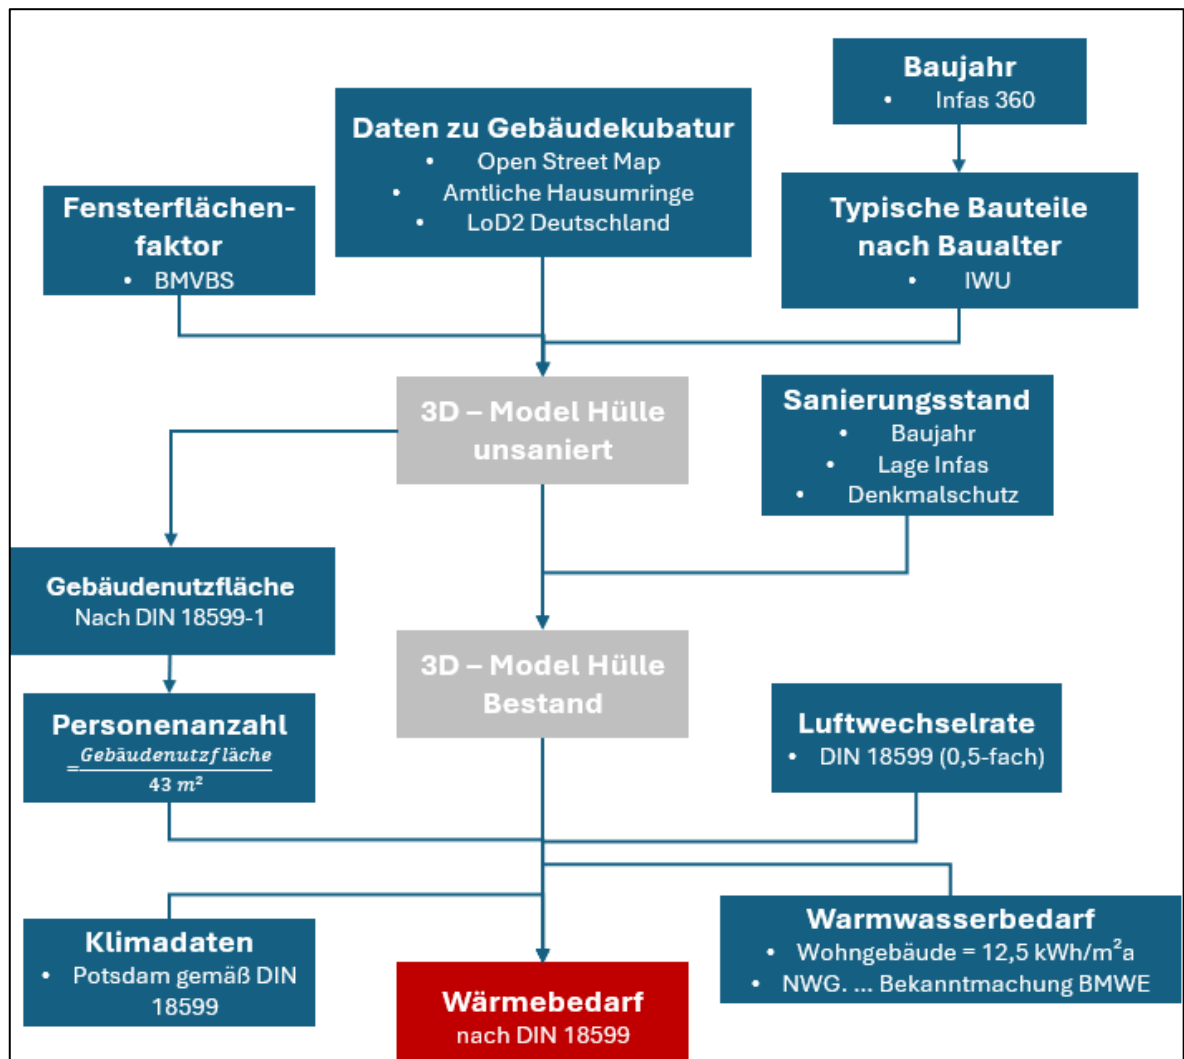 Baujahr
• Infas 360
Daten zu Gebäudekubatur
• Open Street Map
• Amtliche Hausumringe
• LoD2 Deutschland
Fensterflächen-
faktor
• BMVBS
Typische Bauteile
nach Baualter
• IWU
3D – Model Hülle
unsaniert
Sanierungsstand
• Baujahr
• Lage Infas
• Denkmalschutz
Gebäudenutzfläche
Nach DIN 18599-1
3D – Model Hülle
Bestand
Personenanzahl
=Gebäudenutzfläche
43 m²
Luftwechselrate
• DIN 18599 (0,5-fach)
Klimadaten
• Potsdam gemäß DIN
18599
Warmwasserbedarf
• Wohngebäude = 12,5 kWh/m²a
• NWG. ... Bekanntmachung BMWE
Wärmebedarf
nach DIN 18599